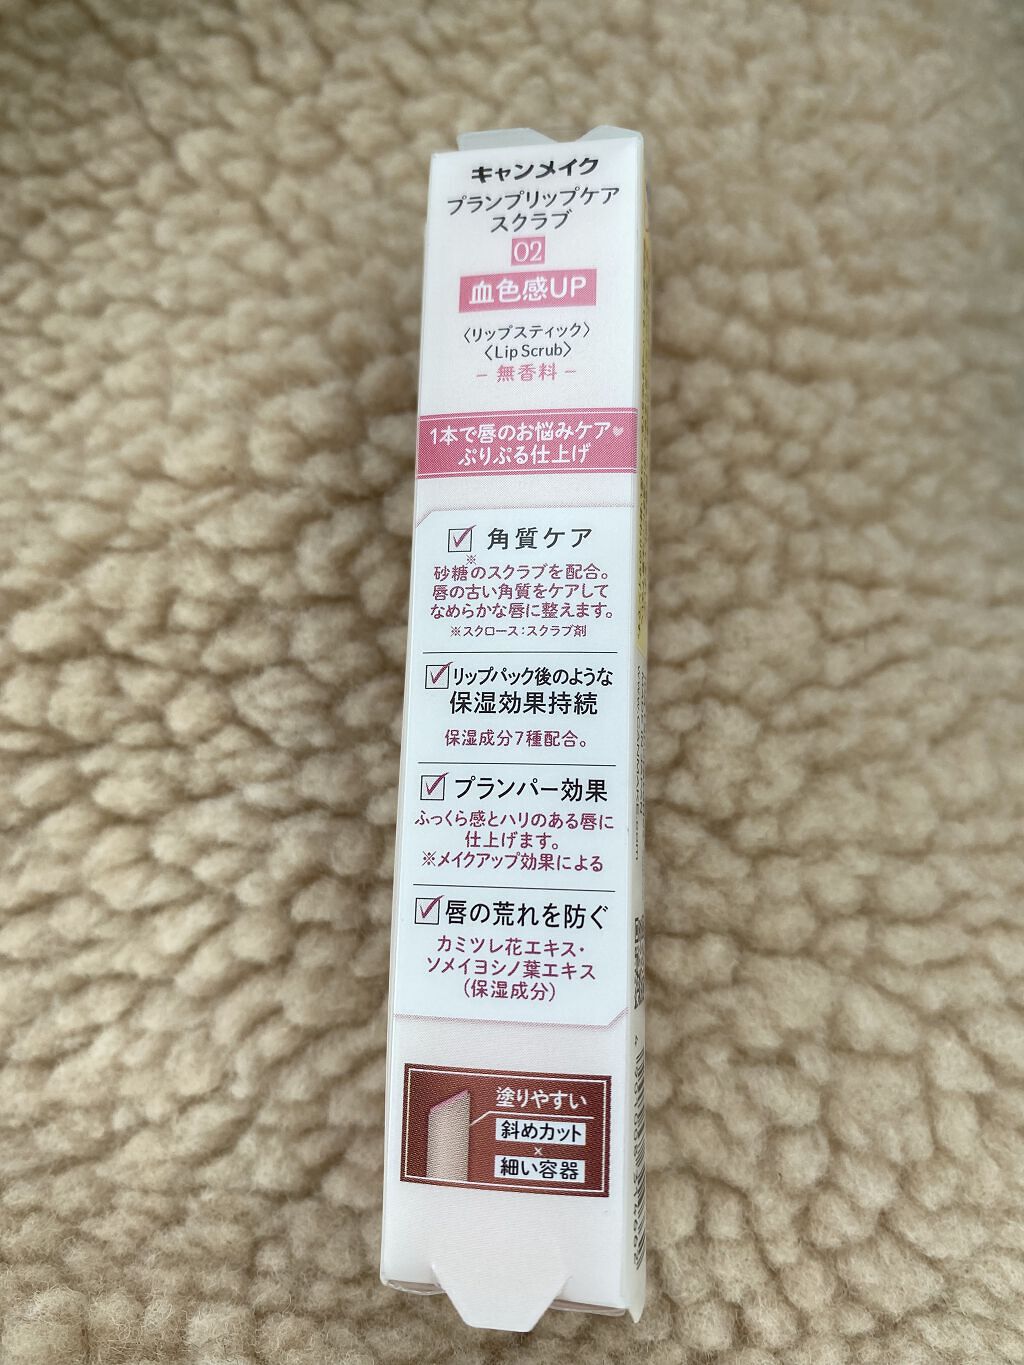 キャンメイク
プランプリップケア
スクラブ
02
血色感UP
〈リップスティック〉
〈Lip Scrub〉
− 無香料 −
1本で唇のお悩みケア♥
ぷりぷる仕上げ
☑ 角質ケア
砂糖※のスクラブを配合。
唇の古い角質をケアして
なめらかな唇に整えます。
※スクロース:スクラブ剤
☑リップパック後のような
保湿効果持続
保湿成分7種配合。
☑ プランパー効果
ふっくら感とハリのある唇に
仕上げます。
※メイクアップ効果による
☑唇の荒れを防ぐ
カミツレ花エキス・
ソメイヨシノ葉エキス
(保湿成分)
塗りやすい
斜めカット
×
細い容器